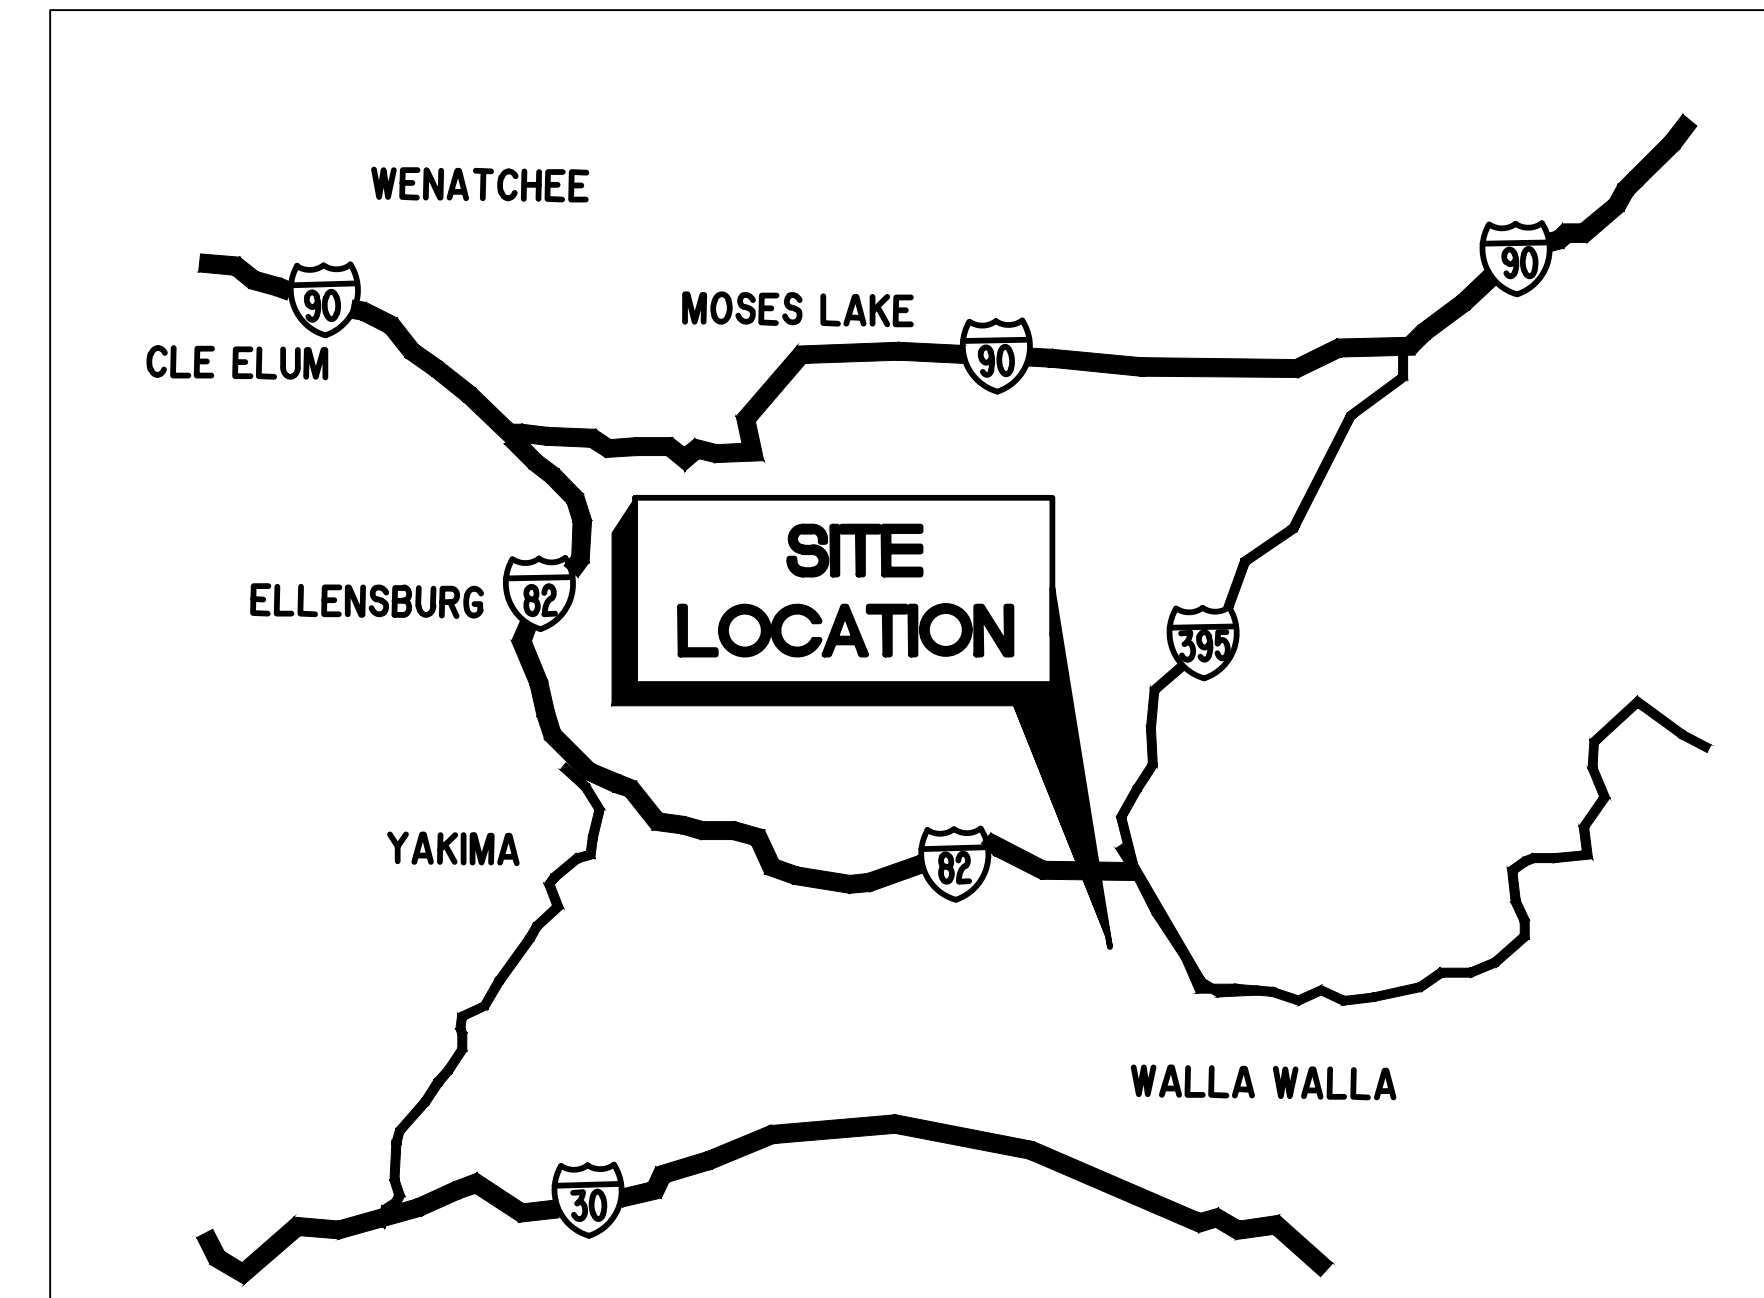 WENATCHEE
90
90
MOSES LAKE
90
CLE ELUM
SITE
LOCATION
ELLENSBURG
82
395
YAKIMA
82
WALLA WALLA
30